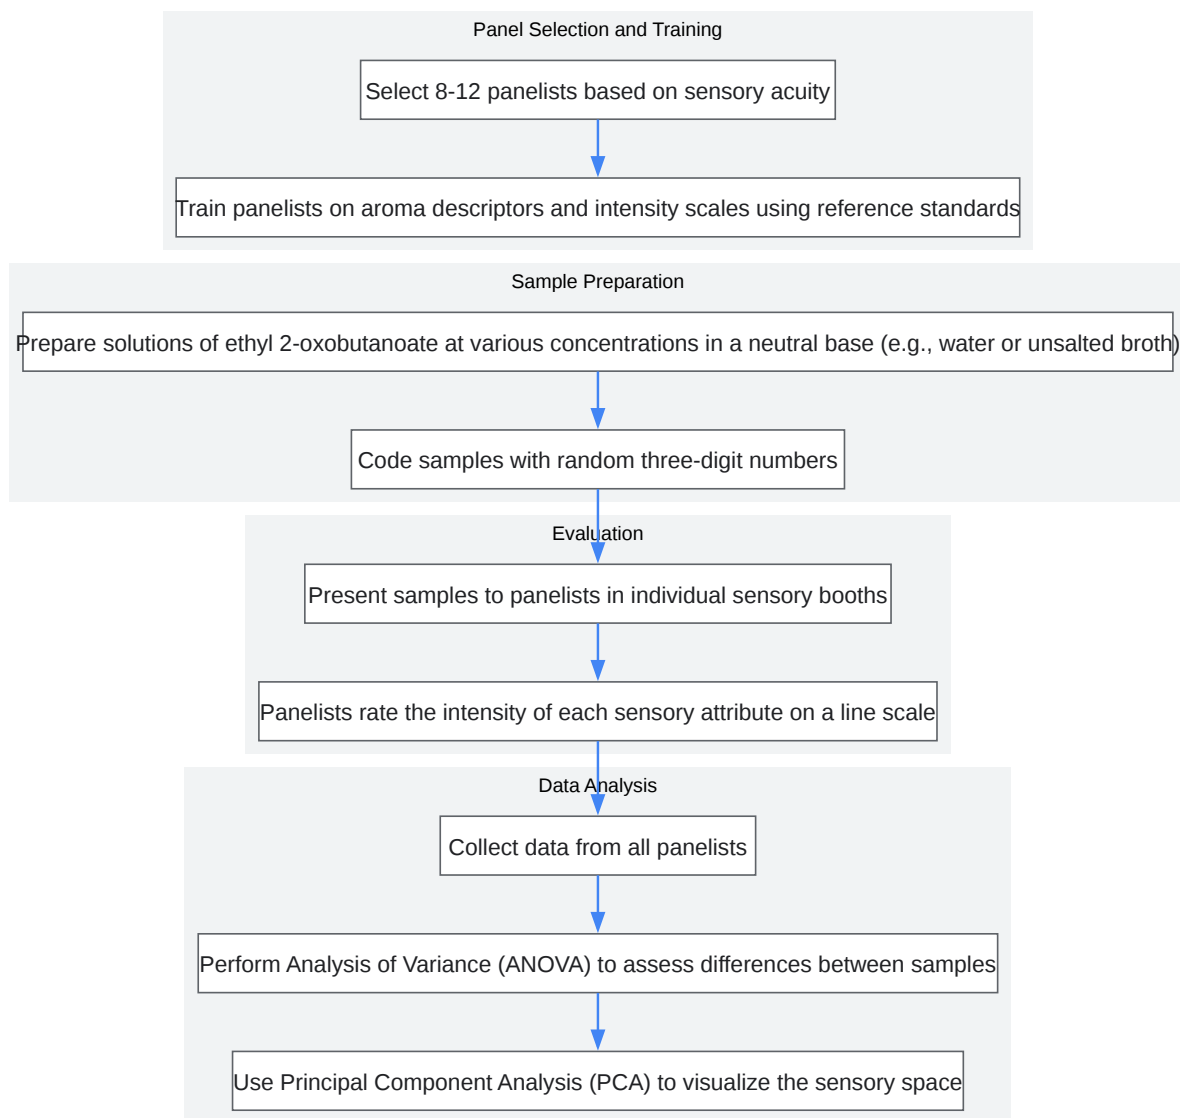 Panel Selection and Training
Select 8-12 panelists based on sensory acuity
Train panelists on aroma descriptors and intensity scales using reference standards
Sample Preparation
Prepare solutions of ethyl 2-oxobutanoate at various concentrations in a neutral base (e.g., water or unsalted broth)
Code samples with random three-digit numbers
Evaluation
Present samples to panelists in individual sensory booths
Panelists rate the intensity of each sensory attribute on a line scale
Data Analysis
Collect data from all panelists
Perform Analysis of Variance (ANOVA) to assess differences between samples
Use Principal Component Analysis (PCA) to visualize the sensory space